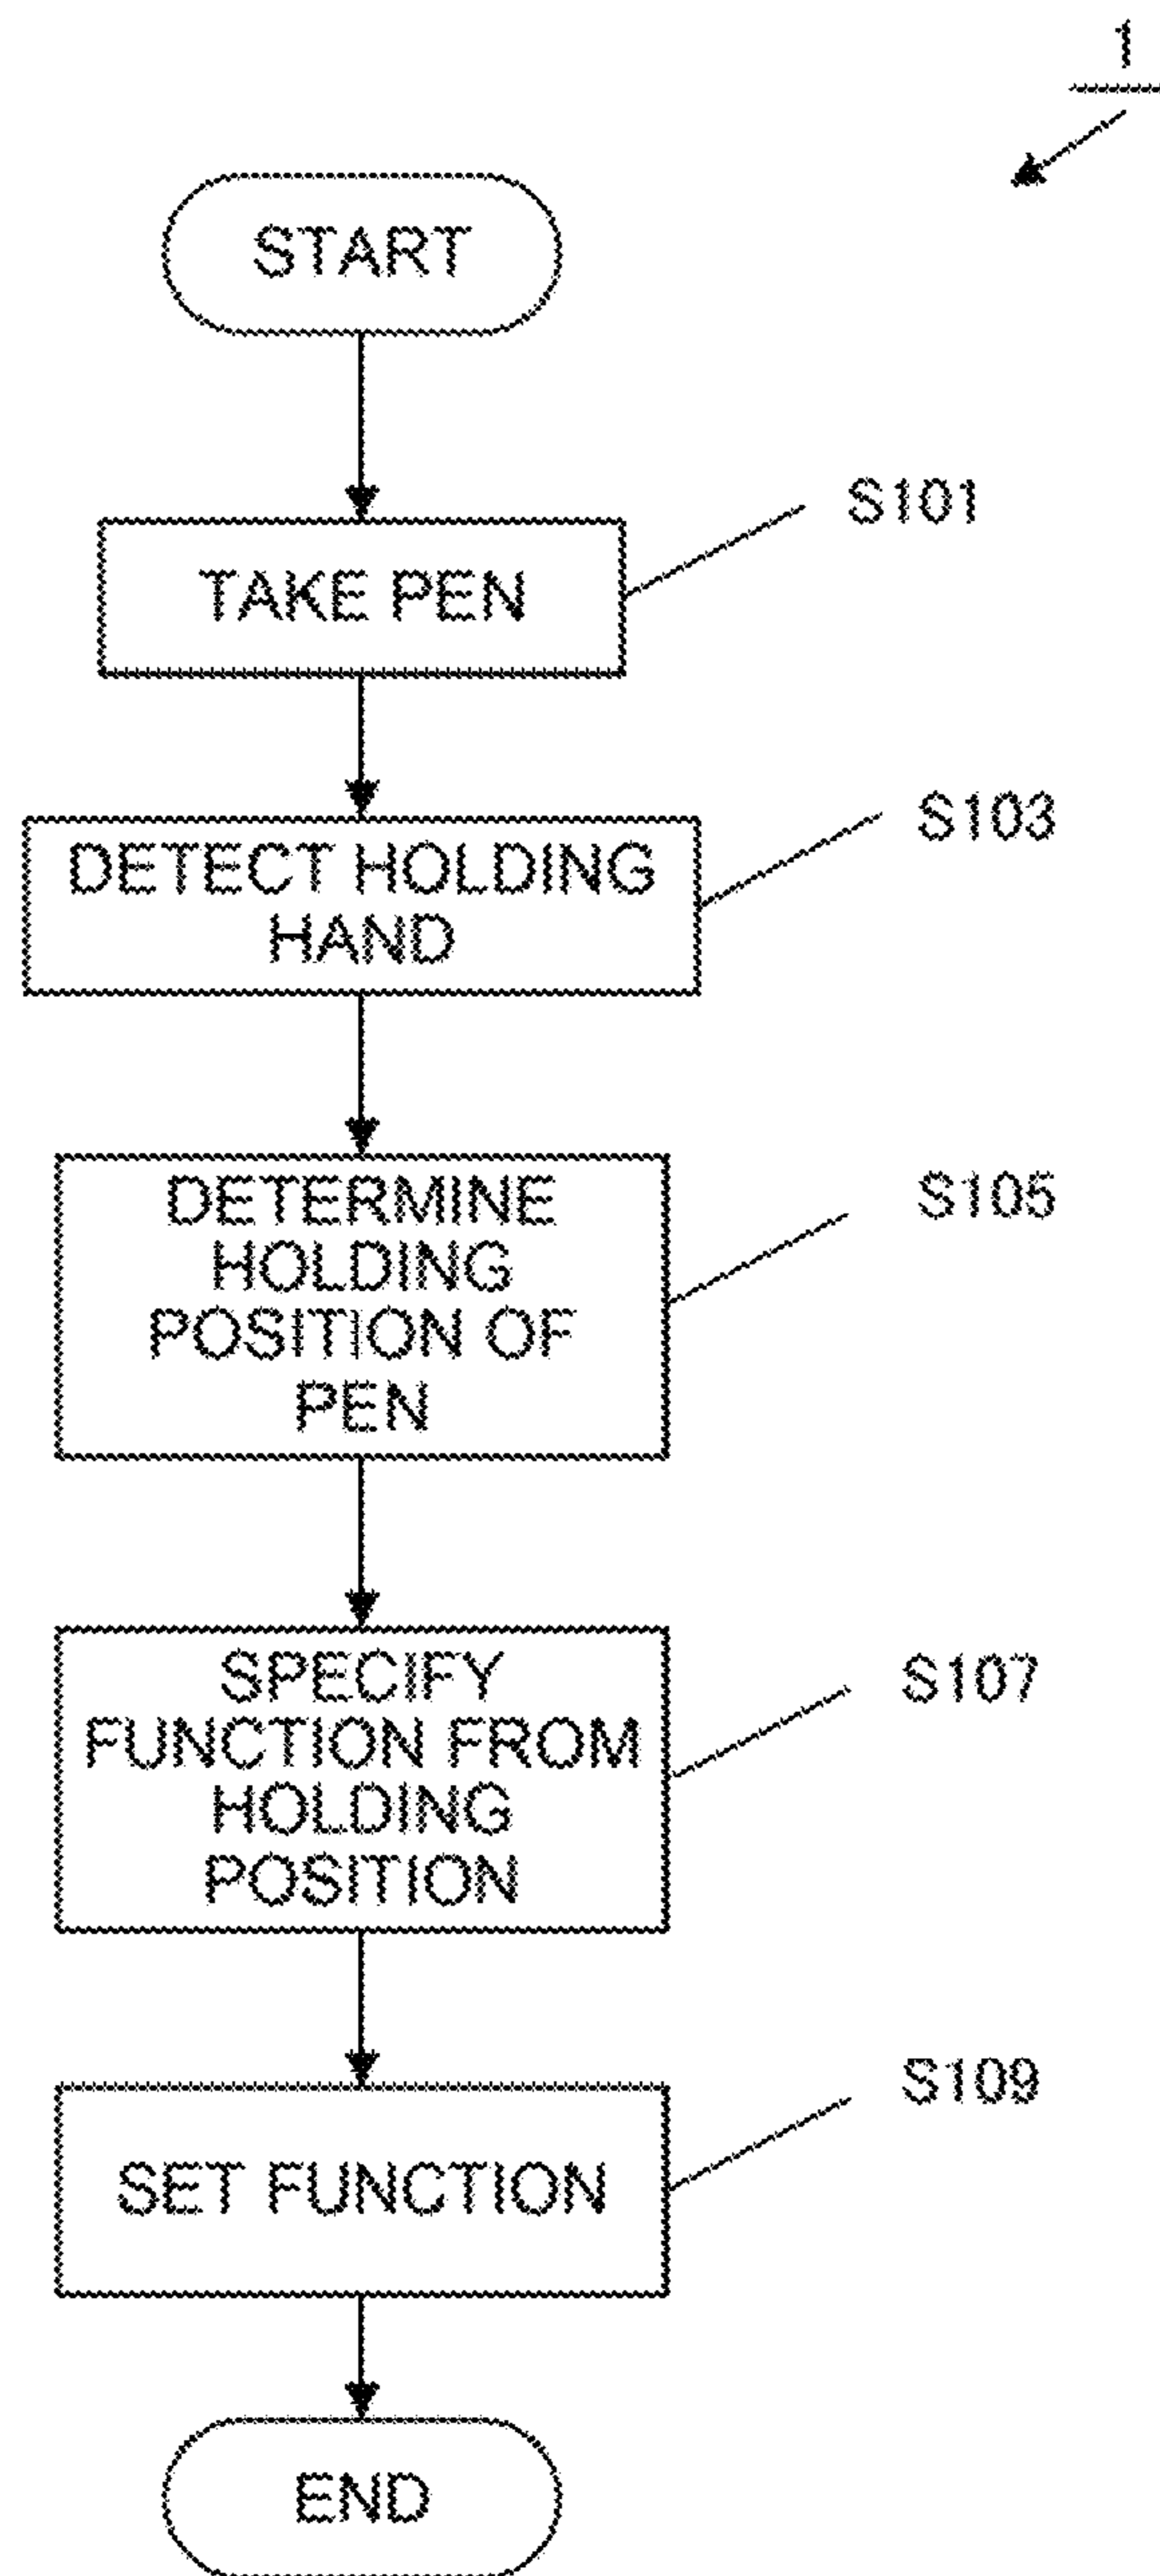 1
START
S101
TAKE PEN
S103
DETECT HOLDING
HAND
S105
DETERMINE
HOLDING
POSITION OF
PEN
S107
SPECIFY
FUNCTION FROM
HOLDING
POSITION
S109
SET FUNCTION
END